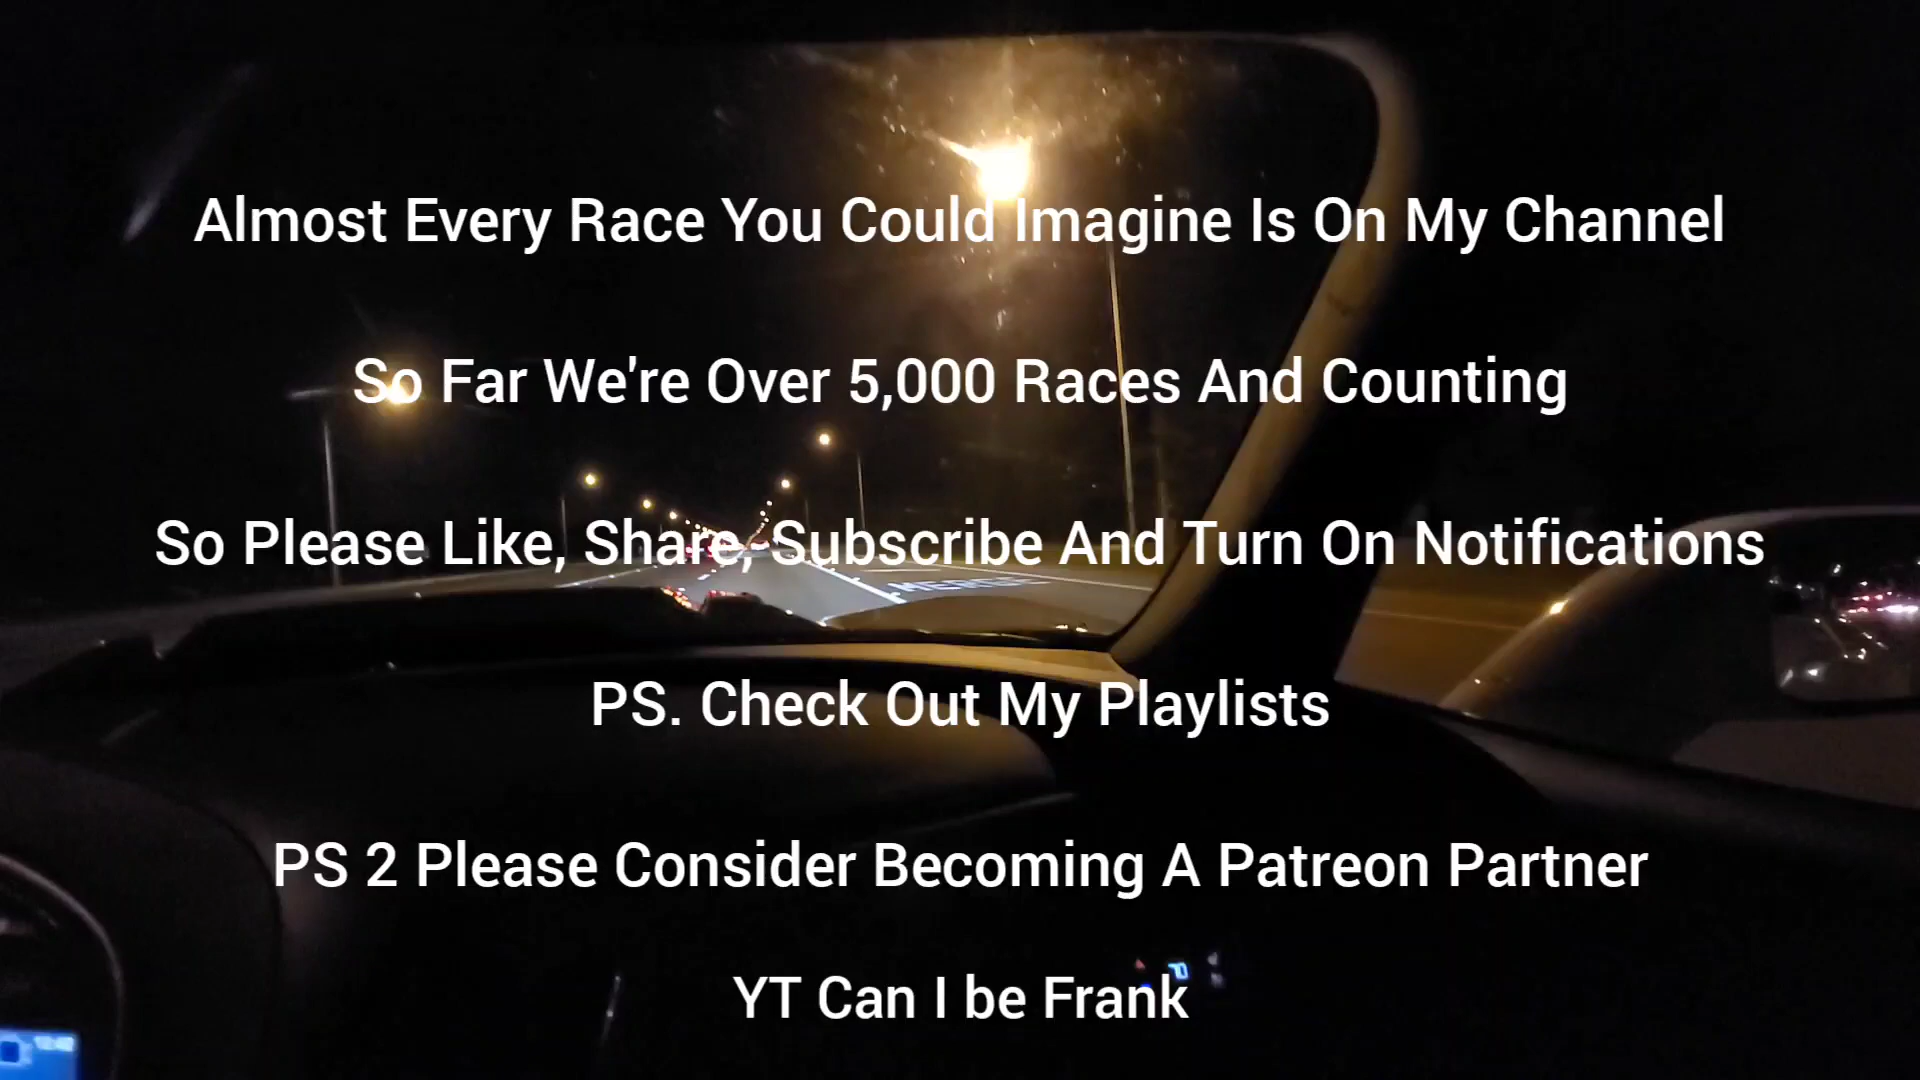 Almost Every Race You Could Imagine Is On My Channel
So Far We're Over 5,000 Races And Counting
So Please Like, Share, Subscribe And Turn On Notifications
MERGE
PS. Check Out My Playlists
PS 2 Please Consider Becoming A Patreon Partner
70
YT Can I be Frank